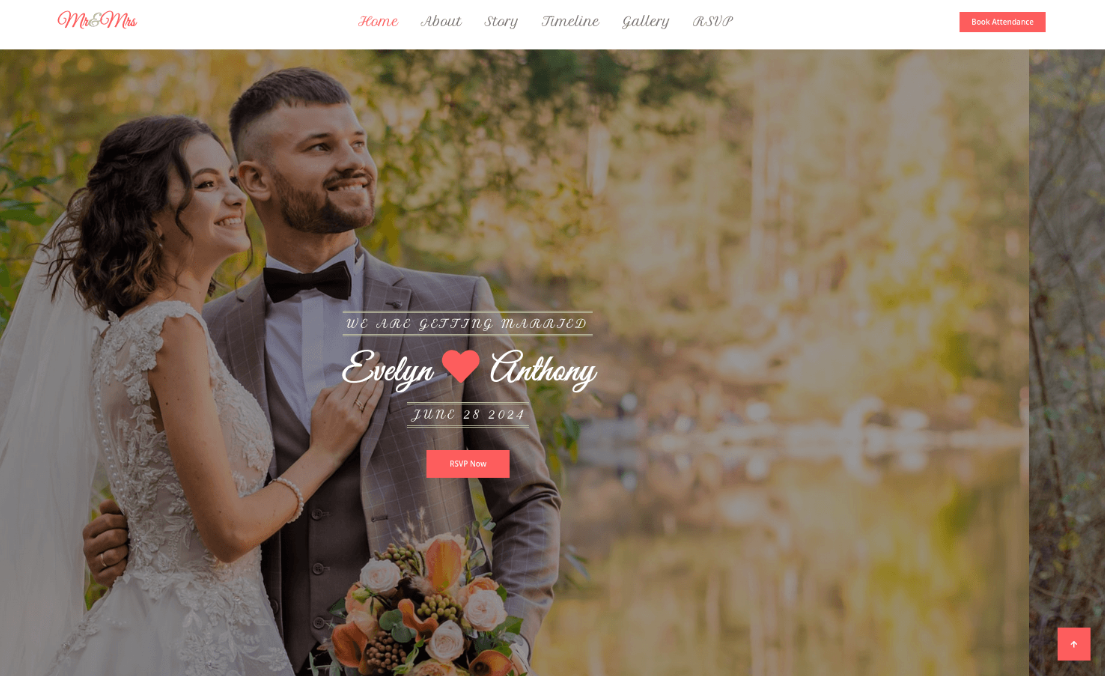 Mr&Mrs
Home About Story Timeline Gallery RSVP
Book Attendance
WE ARE GETTING MARRIED
Evelyn Anthony
JUNE 28 2024
RSVP Now